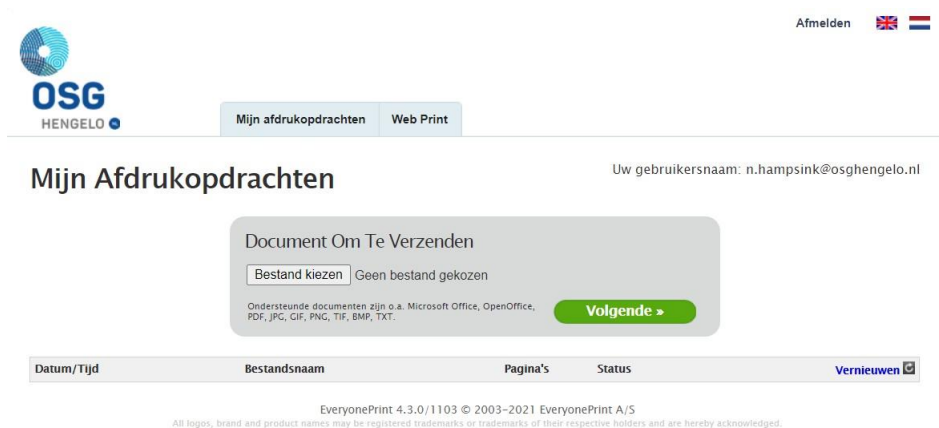 Afmelden
OSG
HENGELO
Mijn afdrukopdrachten Web Print
Mijn Afdrukopdrachten
Uw gebruikersnaam: n.hampsink@osghengelo.nl
Document Om Te Verzenden
Bestand kiezen Geen bestand gekozen
Ondersteunde documenten zijn o.a. Microsoft Office, OpenOffice,
PDF, JPG, GIF, PNG, TIF, BMP, TXT.
Volgende »
Datum/Tijd Bestandsnaam Pagina's Status Vernieuwen
EveryonePrint 4.3.0/1103 © 2003-2021 EveryonePrint A/S
All logos, brand and product names may be registered trademarks or trademarks of their respective holders and are hereby acknowledged.